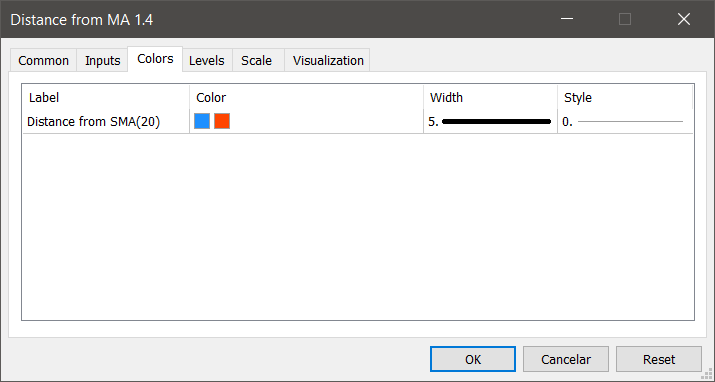 Distance from MA 1.4
Common Inputs Colors Levels Scale Visualization
Label Color Width Style
Distance from SMA(20) 5. 0.
OK Cancelar Reset